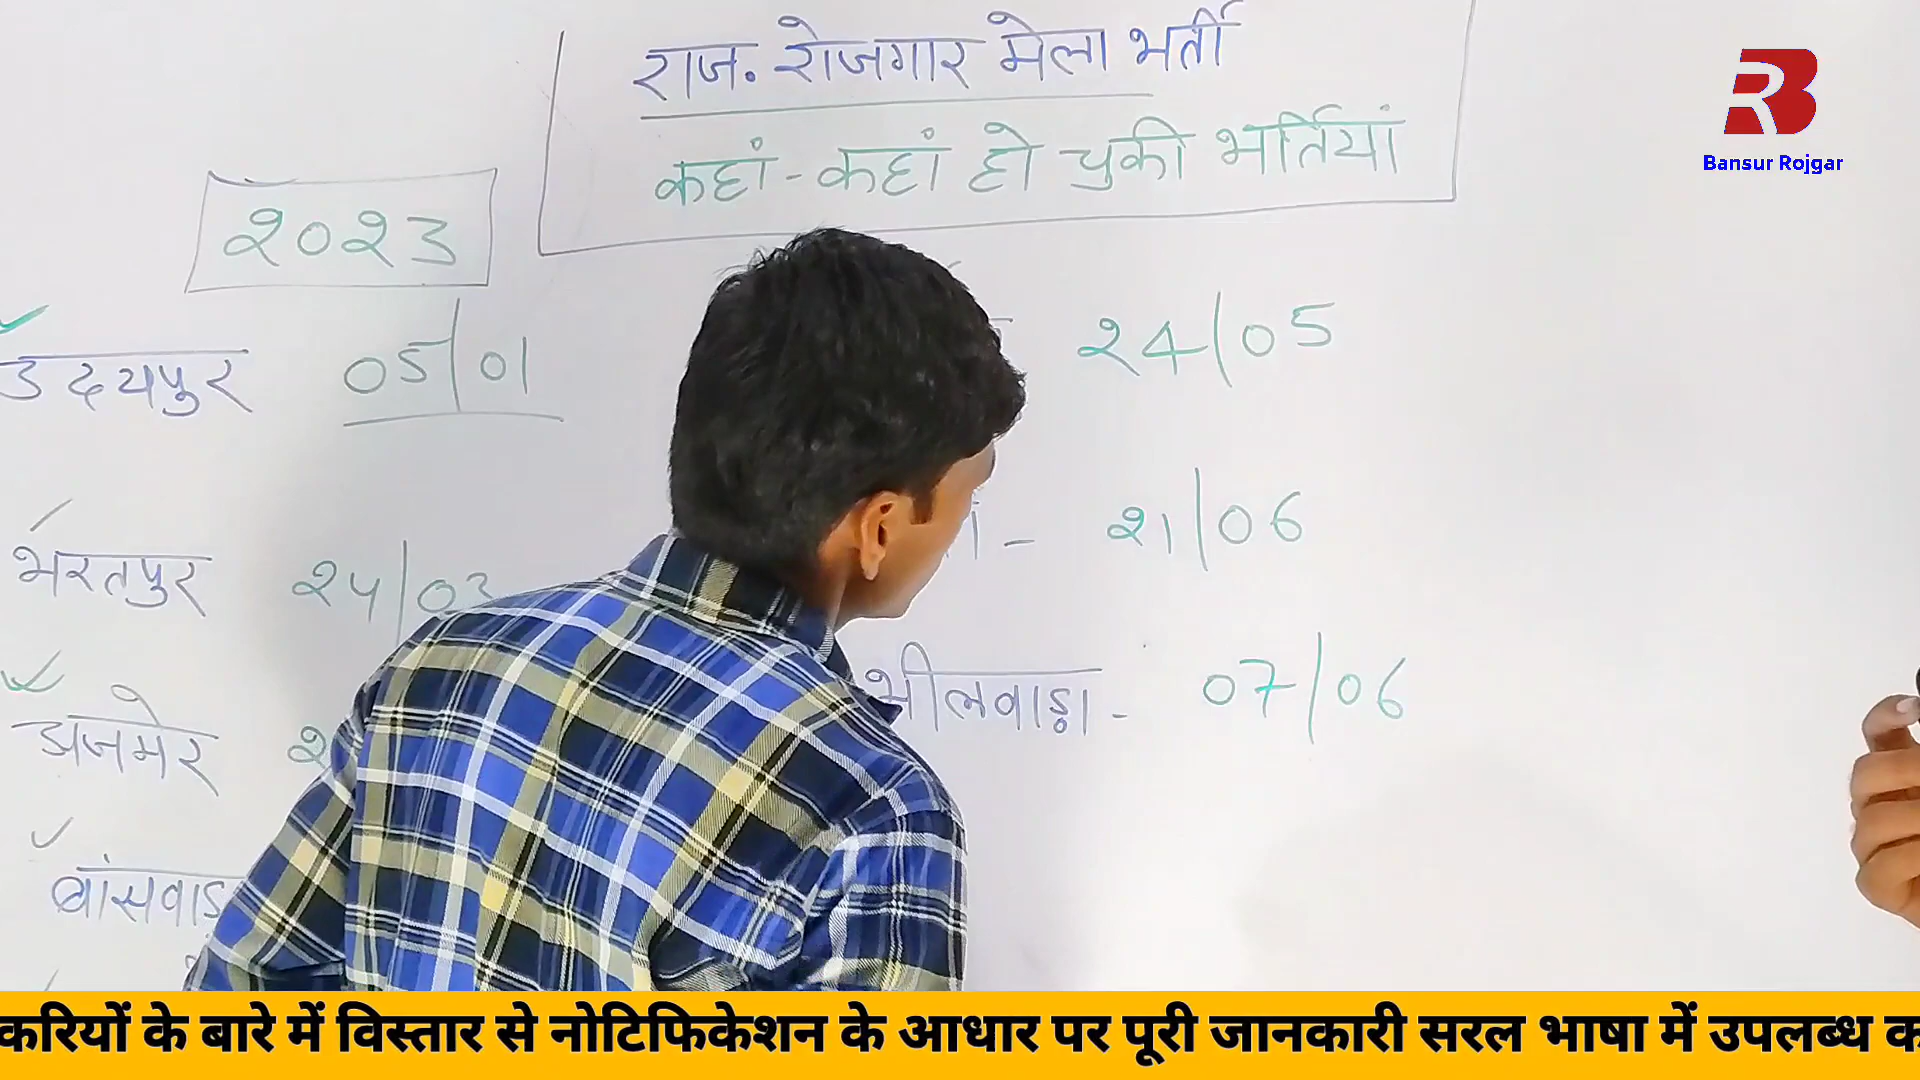 राज. रोजगार मेला भर्ती
कहां-कहां हो चुकी भर्तियां
Bansur Rojgar
2023
उदयपुर 05/01
24/05
भरतपुर 24/03
21/06
अजमेर
भीलवाड़ा - 07/06
करियों के बारे में विस्तार से नोटिफिकेशन के आधार पर पूरी जानकारी सरल भाषा में उपलब्ध क